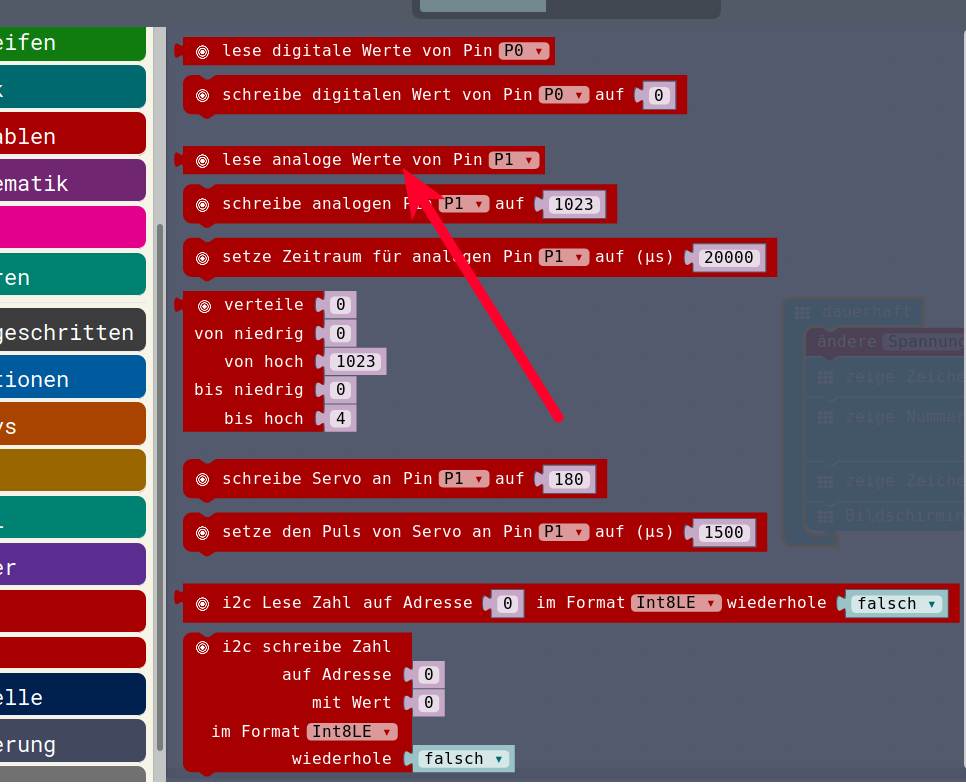 eifen
k
ablen
ematik
ren
geschritten
tionen
ys
er
elle
erung
lese digitale Werte von Pin P0
schreibe digitalen Wert von Pin P0 auf 0
lese analoge Werte von Pin P1
schreibe analogen Pin P1 auf 1023
setze Zeitraum für analogen Pin P1 auf (µs) 20000
verteile 0
von niedrig 0
von hoch 1023
bis niedrig 0
bis hoch 4
schreibe Servo an Pin P1 auf 180
setze den Puls von Servo an Pin P1 auf (µs) 1500
i2c Lese Zahl auf Adresse 0 im Format Int8LE wiederhole falsch
i2c schreibe Zahl
auf Adresse 0
mit Wert 0
im Format Int8LE
wiederhole falsch
dauerhaft
ändere Spannung
zeige Zeiche
zeige Nummer
zeige Zeiche
Bildschirmin